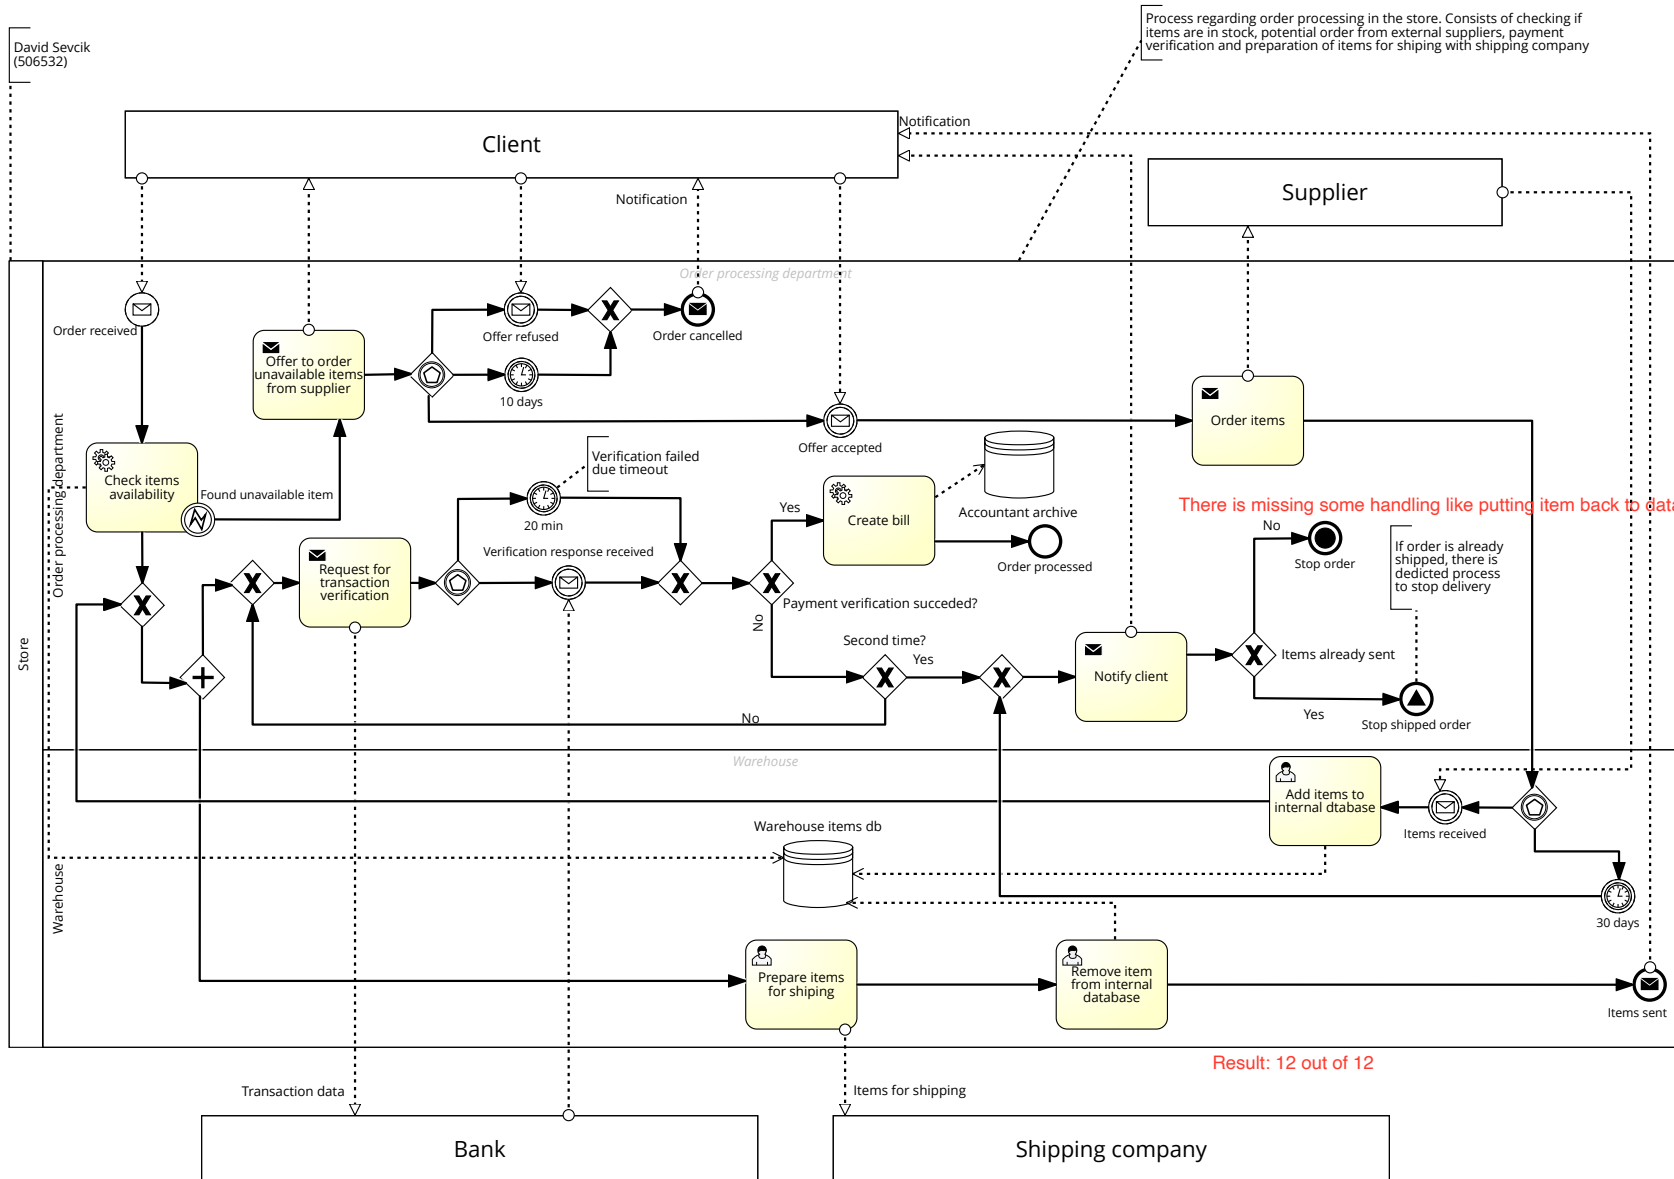 Process regarding order processing in the store. Consists of checking if
items are in stock, potential order from external suppliers, payment
verification and preparation of items for shiping with shipping company
David Sevcik
(506532)
Client
Notification
Supplier
Notification
Order processing department
Order received
Offer refused
Order cancelled
Offer to order
unavailable items
from supplier
10 days
Offer accepted
Order items
Order processing department
Check items
availability
Found unavailable item
Verification failed
due timeout
20 min
Verification response received
Yes
Create bill
Accountant archive
Order processed
There is missing some handling like putting item back to data
No
Stop order
If order is already
shipped, there is
dedicted process
to stop delivery
Request for
transaction
verification
Payment verification succeded?
No
Second time?
Yes
No
Notify client
Items already sent
Yes
Stop shipped order
Store
Warehouse
Warehouse
Add items to
internal dtabase
Items received
30 days
Warehouse items db
Prepare items
for shiping
Remove item
from internal
database
Items sent
Result: 12 out of 12
Transaction data
Items for shipping
Bank
Shipping company